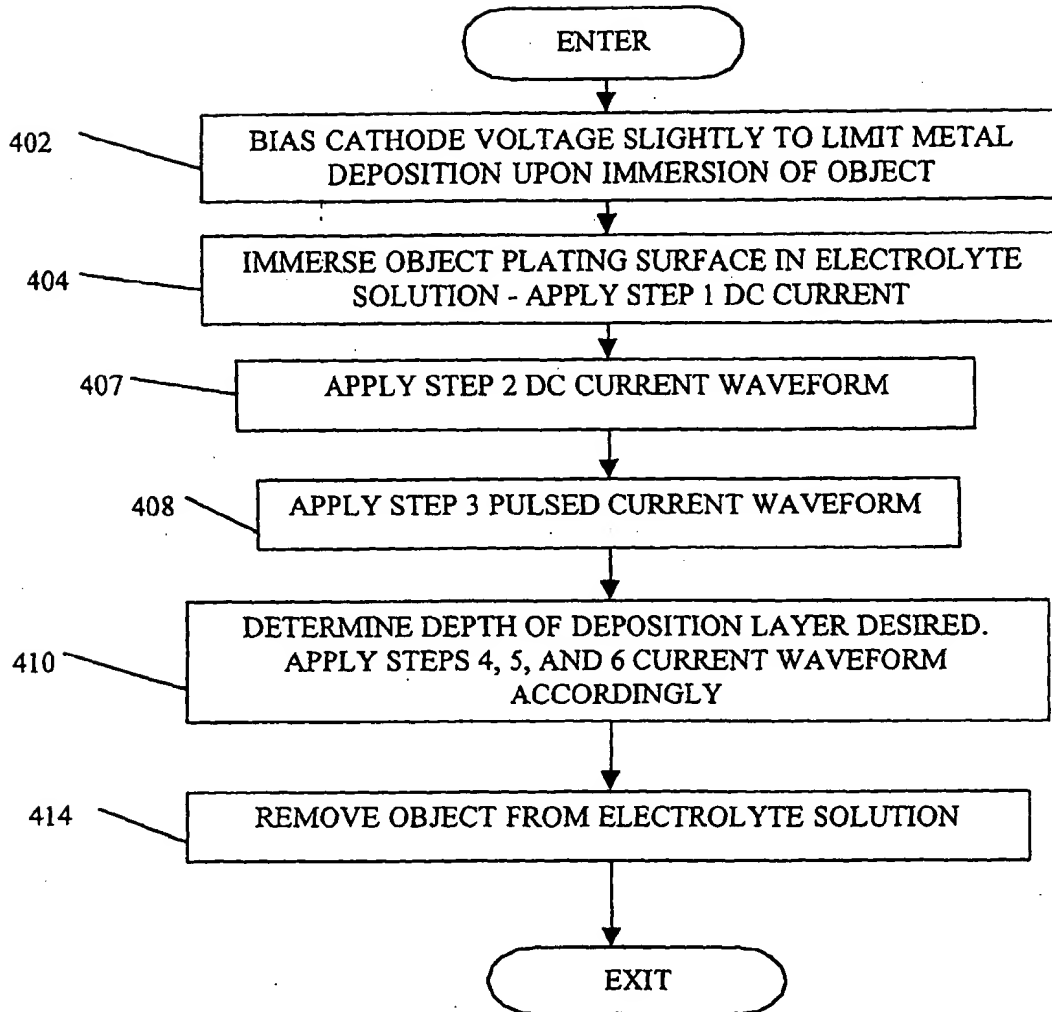 ENTER
402
BIAS CATHODE VOLTAGE SLIGHTLY TO LIMIT METAL
DEPOSITION UPON IMMERSION OF OBJECT
404
IMMERSE OBJECT PLATING SURFACE IN ELECTROLYTE
SOLUTION - APPLY STEP 1 DC CURRENT
407
APPLY STEP 2 DC CURRENT WAVEFORM
408
APPLY STEP 3 PULSED CURRENT WAVEFORM
410
DETERMINE DEPTH OF DEPOSITION LAYER DESIRED.
APPLY STEPS 4, 5, AND 6 CURRENT WAVEFORM
ACCORDINGLY
414
REMOVE OBJECT FROM ELECTROLYTE SOLUTION
EXIT